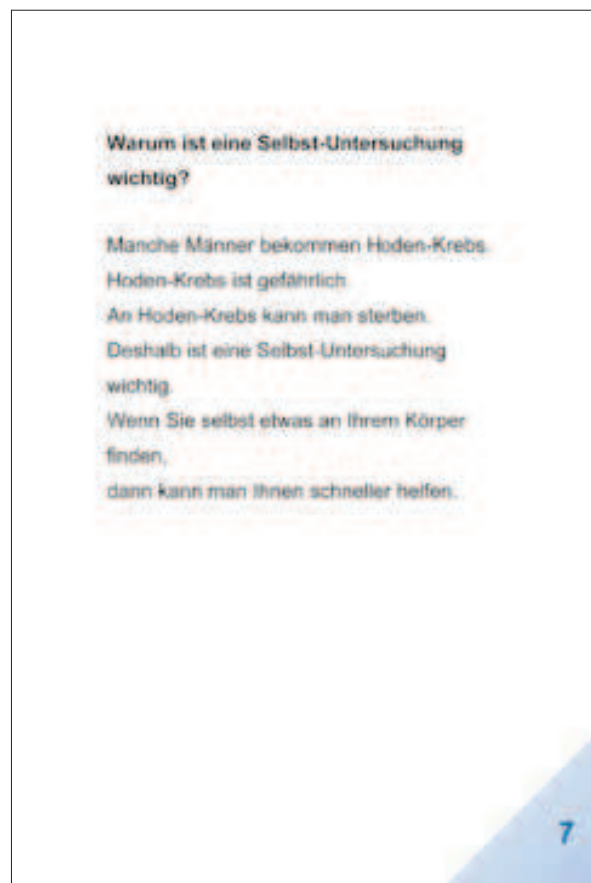 Warum ist eine Selbst-Untersuchung
wichtig?
Manche Männer bekommen Hoden-Krebs.
Hoden-Krebs ist gefährlich.
An Hoden-Krebs kann man sterben.
Deshalb ist eine Selbst-Untersuchung
wichtig.
Wenn Sie selbst etwas an Ihrem Körper
finden,
dann kann man Ihnen schneller helfen.
7